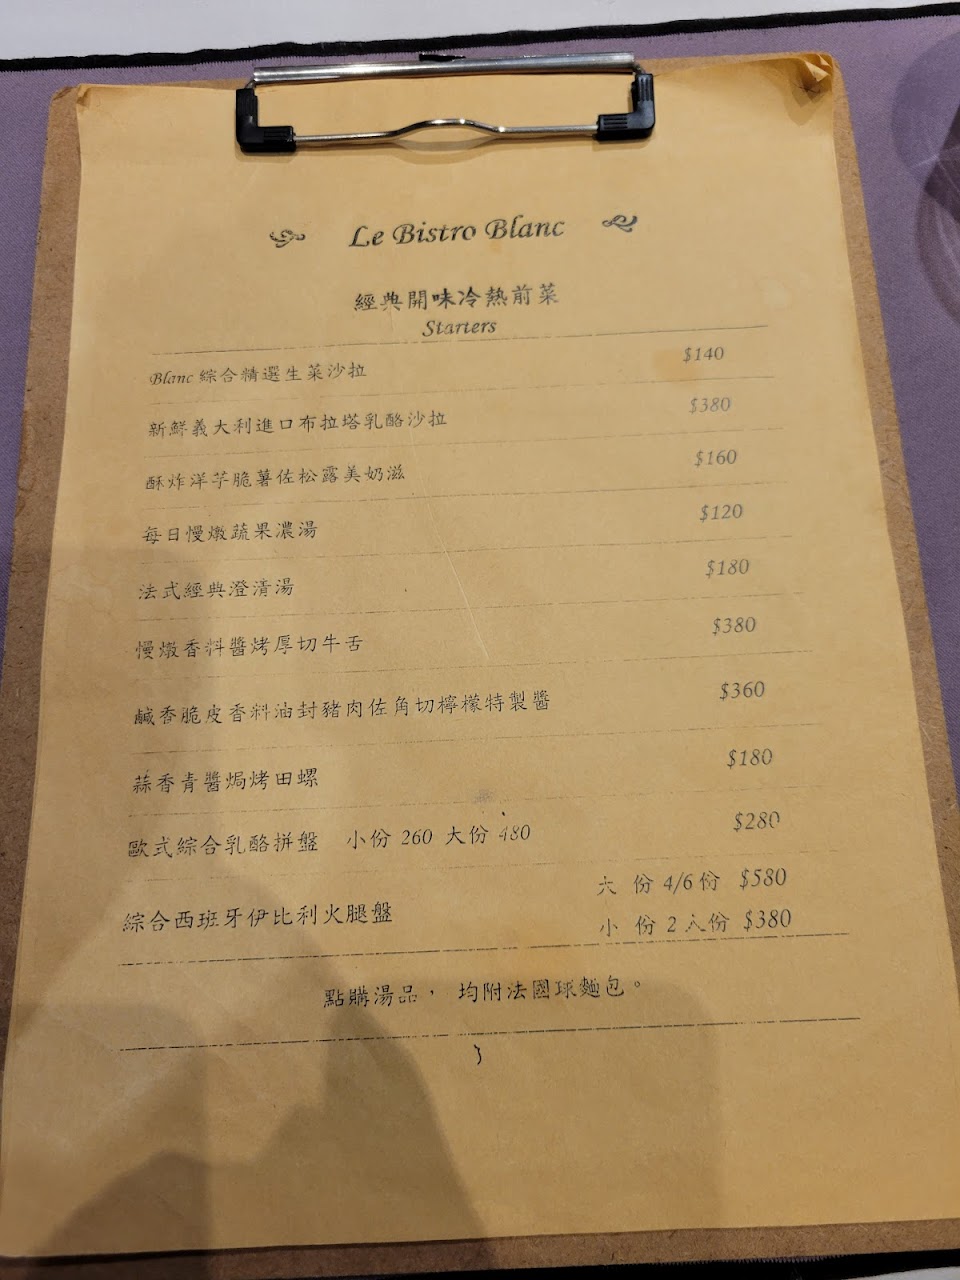 Le Bistro Blanc
經典開味冷熱前菜
Starters
Blanc 綜合精選生菜沙拉 $140
新鮮義大利進口布拉塔乳酪沙拉 $380
酥炸洋芋脆薯佐松露美奶滋 $160
每日慢燉蔬果濃湯 $120
法式經典澄清湯 $180
慢燉香料醬烤厚切牛舌 $380
鹹香脆皮香料油封豬肉佐角切檸檬特製醬 $360
蒜香青醬焗烤田螺 $180
歐式綜合乳酪拼盤 小份 260 大份 480 $280
大 份 4/6份 $580
綜合西班牙伊比利火腿盤
小 份 2 人份 $380
點購湯品， 均附法國球麵包。
3